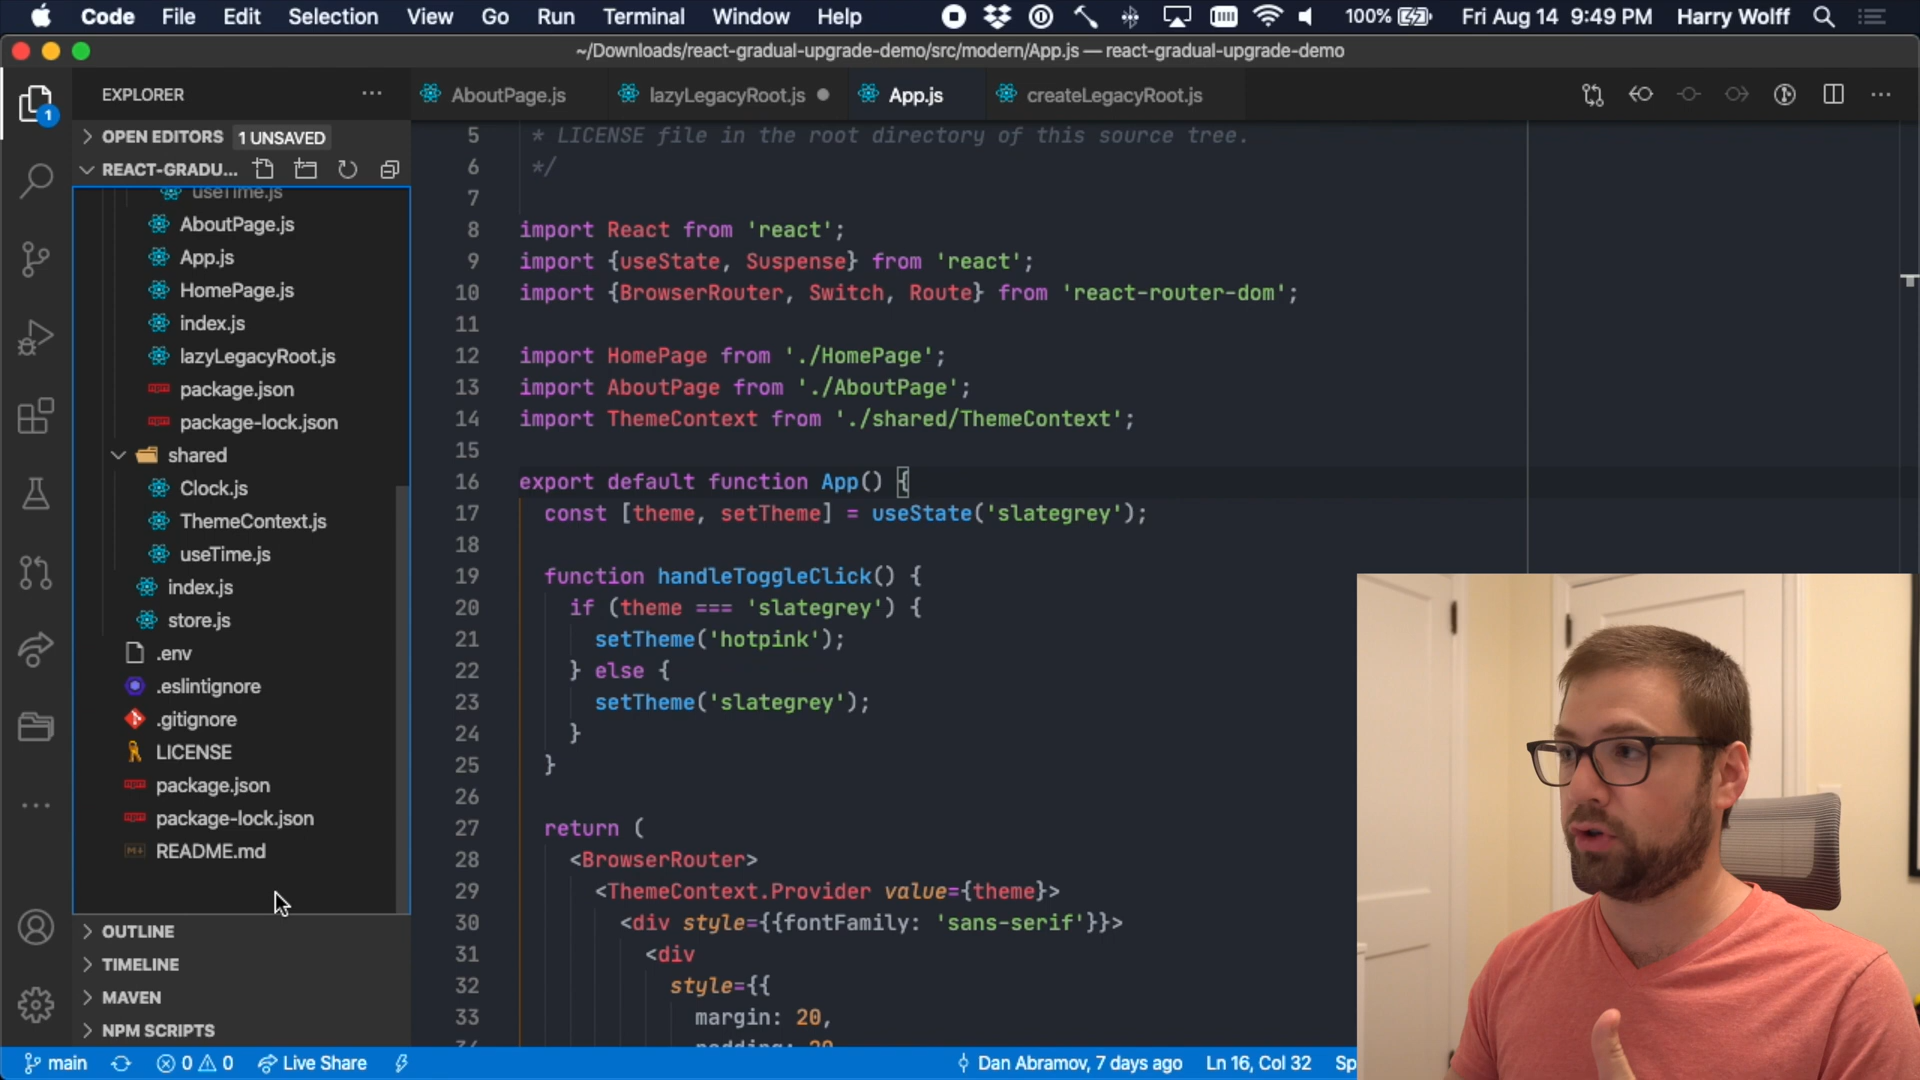 Code File Edit Selection View Go Run Terminal Window Help 100% Fri Aug 14 9:49 PM Harry Wolff
~/Downloads/react-gradual-upgrade-demo/src/modern/App.js — react-gradual-upgrade-demo
1
EXPLORER ...
OPEN EDITORS 1 UNSAVED
REACT-GRADU...
useTime.js
AboutPage.js
App.js
HomePage.js
index.js
lazyLegacyRoot.js
package.json
package-lock.json
shared
Clock.js
ThemeContext.js
useTime.js
index.js
store.js
.env
.eslintignore
.gitignore
LICENSE
package.json
package-lock.json
README.md
OUTLINE
TIMELINE
MAVEN
NPM SCRIPTS
AboutPage.js lazyLegacyRoot.js App.js createLegacyRoot.js
5 * LICENSE file in the root directory of this source tree.
6 */
7
8 import React from 'react';
9 import {useState, Suspense} from 'react';
10 import {BrowserRouter, Switch, Route} from 'react-router-dom';
11
12 import HomePage from './HomePage';
13 import AboutPage from './AboutPage';
14 import ThemeContext from './shared/ThemeContext';
15
16 export default function App() {
17 const [theme, setTheme] = useState('slategrey');
18
19 function handleToggleClick() {
20 if (theme === 'slategrey') {
21 setTheme('hotpink');
22 } else {
23 setTheme('slategrey');
24 }
25 }
26
27 return (
28 <BrowserRouter>
29 <ThemeContext.Provider value={theme}>
30 <div style={{fontFamily: 'sans-serif'}}>
31 <div
32 style={{
33 margin: 20,
main 0 0 Live Share Dan Abramov, 7 days ago Ln 16, Col 32